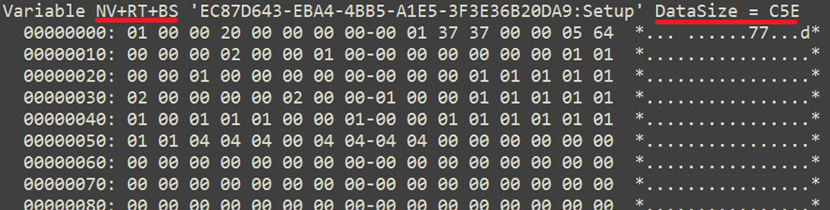 Variable NV+RT+BS 'EC87D643-EBA4-4BB5-A1E5-3F3E36B20DA9:Setup' DataSize = C5E
00000000: 01 00 00 20 00 00 00 00-00 01 37 37 00 00 05 64 *... ......77...d*
00000010: 00 00 00 02 00 00 01 00-00 00 00 00 00 00 01 01 *................*
00000020: 00 00 01 00 00 00 00 00-00 00 00 01 01 01 01 01 *................*
00000030: 02 00 00 00 00 02 00 00-01 00 00 01 01 01 01 01 *................*
00000040: 01 00 01 01 01 00 00 01-00 00 01 01 01 01 01 01 *................*
00000050: 01 01 04 04 04 00 04 04-04 04 00 00 00 00 00 00 *................*
00000060: 00 00 00 00 00 00 00 00-00 00 00 00 00 00 00 00 *................*
00000070: 00 00 00 00 00 00 00 00-00 00 00 00 00 00 00 00 *................*
00000080: 00 00 00 00 00 00 00 00-00 00 00 00 00 00 00 00 *................*